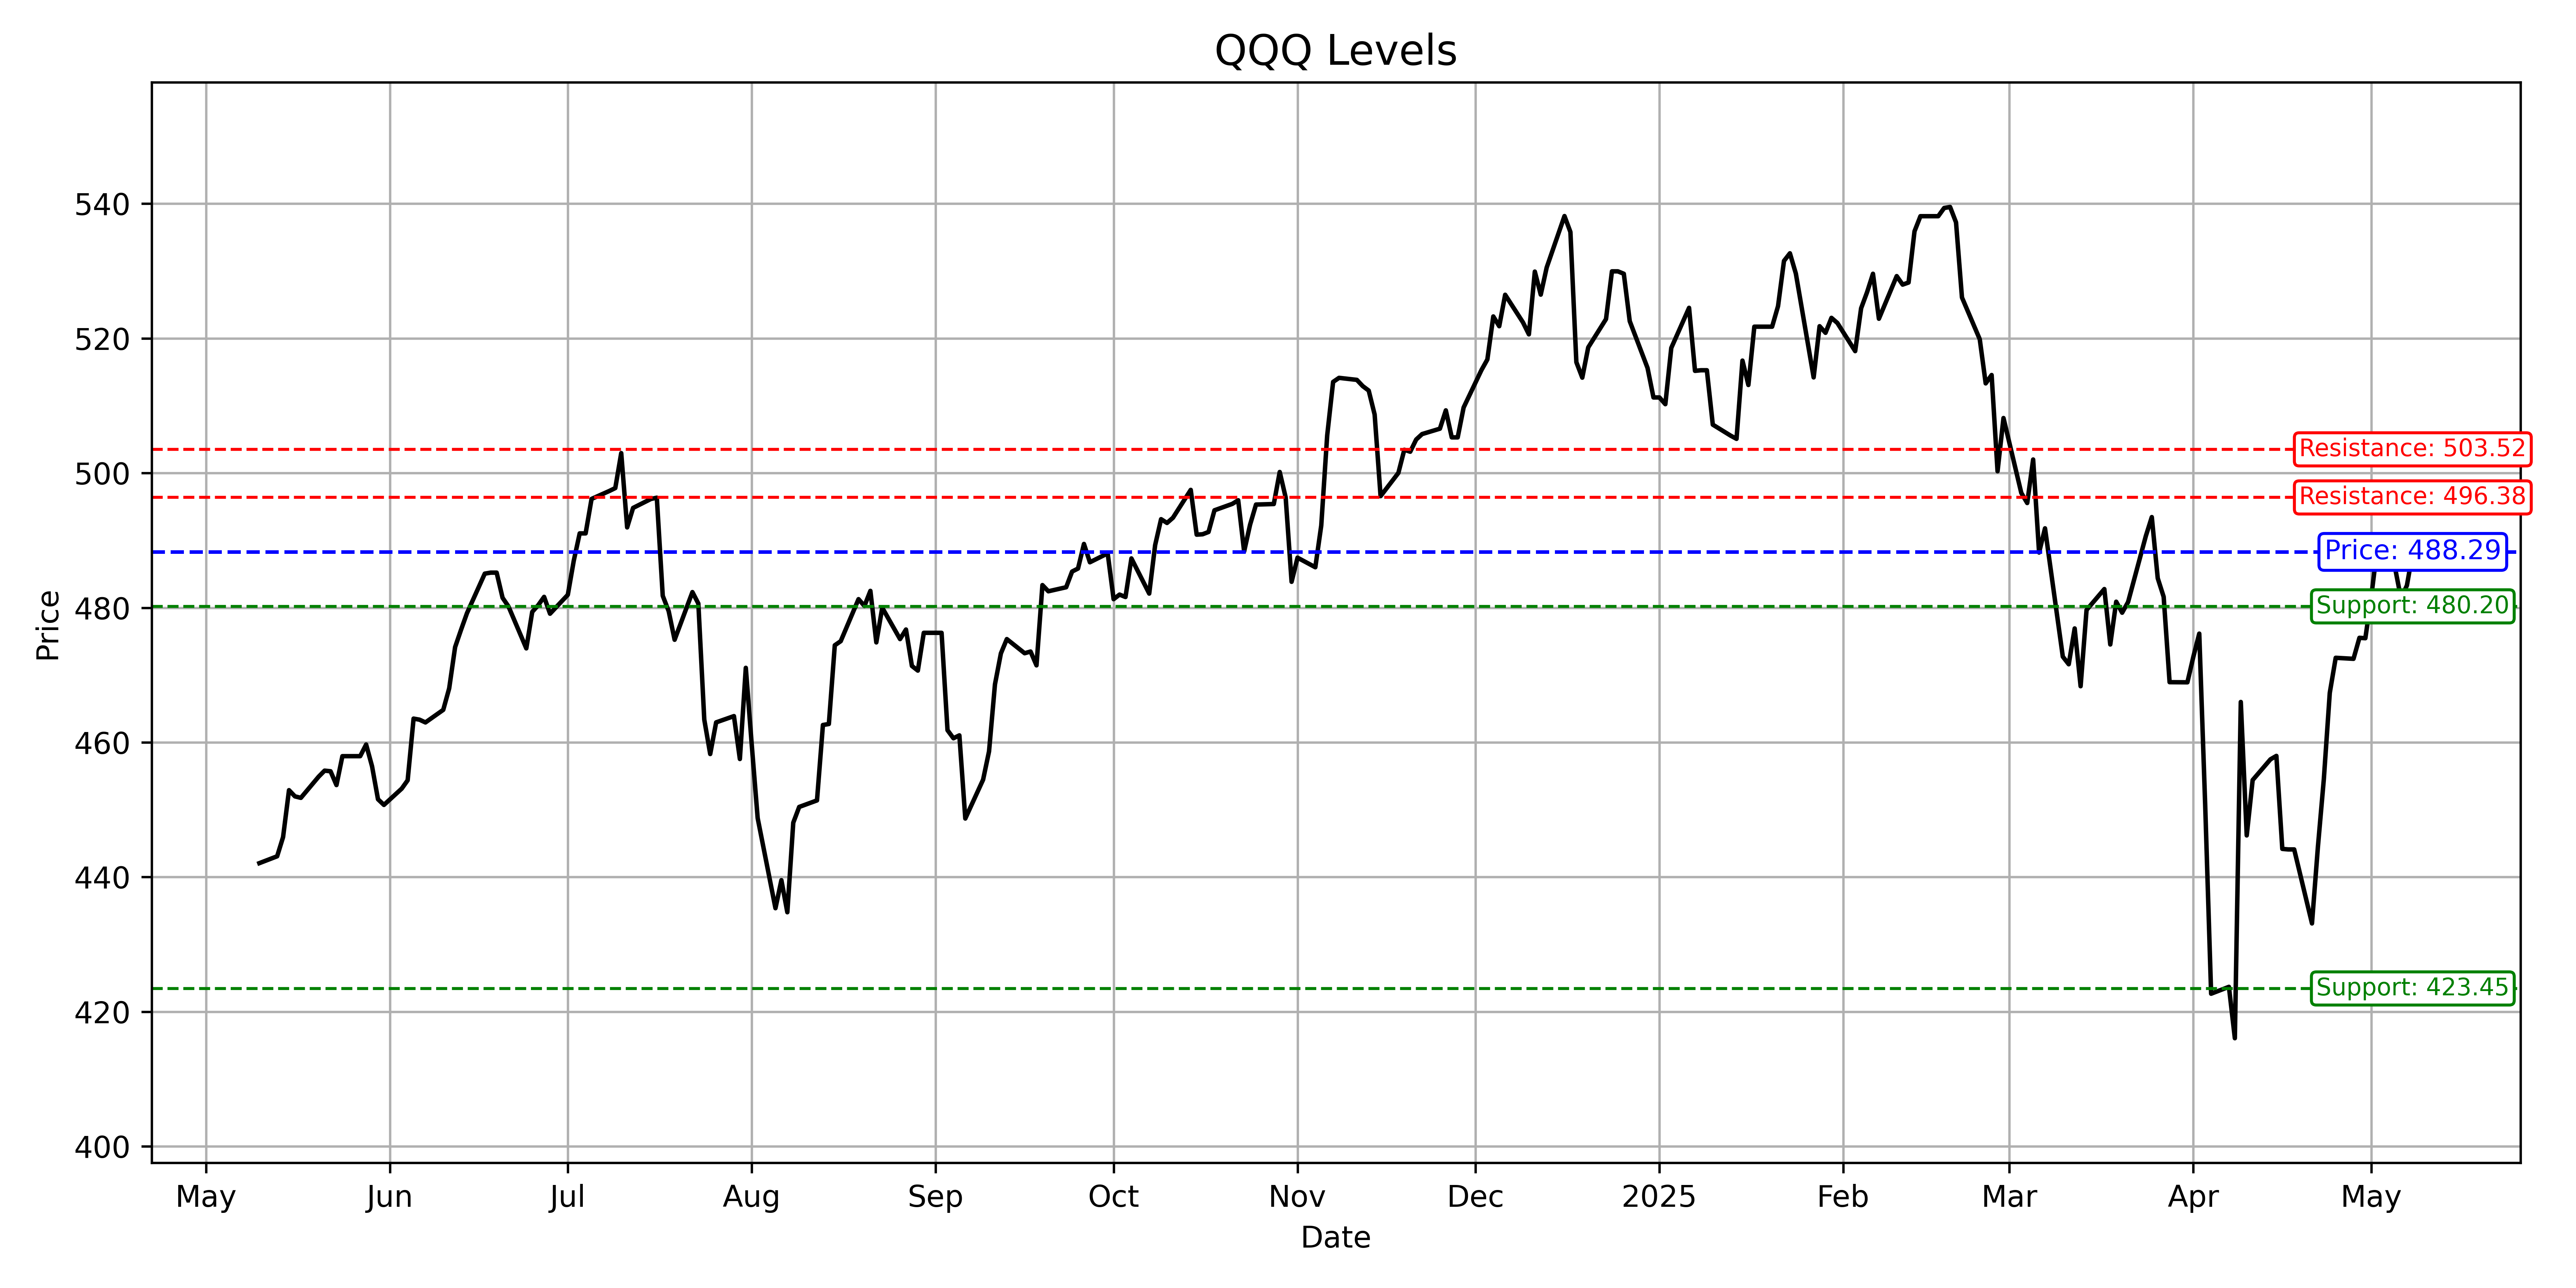 QQQ Levels
540
520
500
480
460
440
420
400
Price
Resistance: 503.52
Resistance: 496.38
Price: 488.29
Support: 480.20
Support: 423.45
May
Jun
Jul
Aug
Sep
Oct
Nov
Dec
2025
Feb
Mar
Apr
May
Date